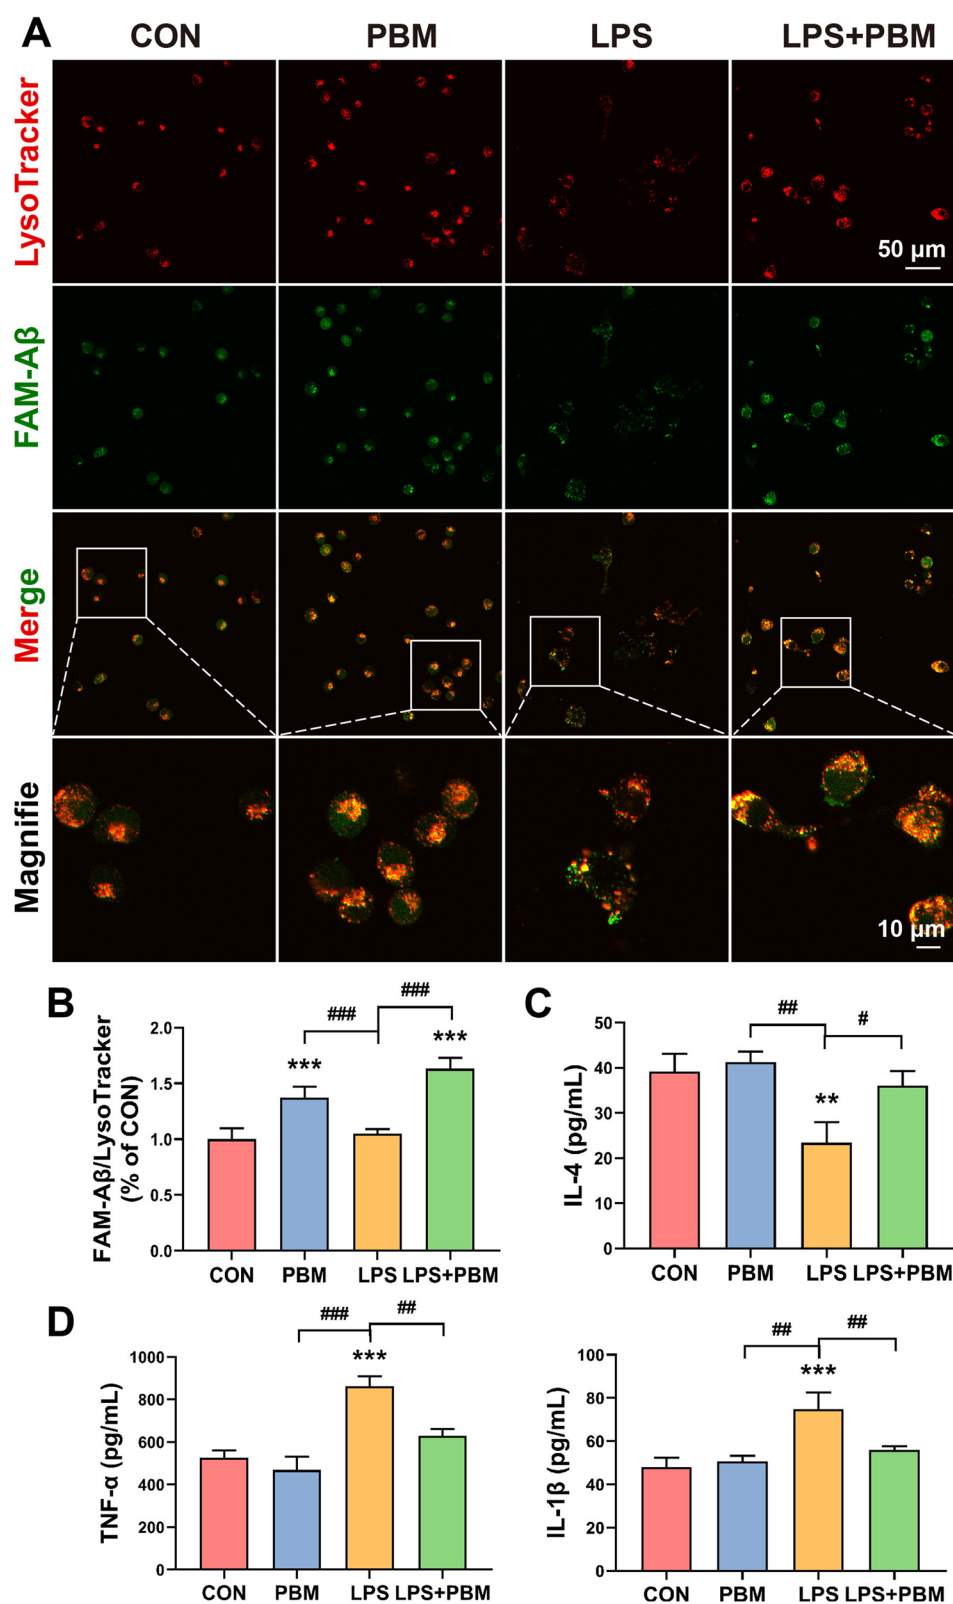 A
CON PBM LPS LPS+PBM
LysoTracker
50 µm
FAM-Aβ
Merge
Magnifie
10 µm
B
### ###
*** ***
FAM-Aβ/LysoTracker
(% of CON)
2.0
1.5
1.0
0.5
0.0
CON PBM LPS LPS+PBM
C
## #
**
IL-4 (pg/mL)
50
40
30
20
10
0
CON PBM LPS LPS+PBM
D
### ##
***
TNF-α (pg/mL)
1000
800
600
400
200
0
CON PBM LPS LPS+PBM
## ##
***
IL-1β (pg/mL)
100
80
60
40
20
0
CON PBM LPS LPS+PBM